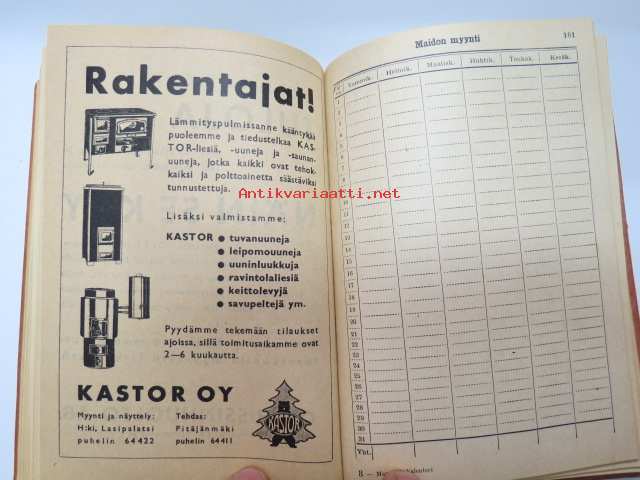 Rakentajat!
Lämmityspulmissanne kääntykää
puoleemme ja tiedustelkaa KAS-
TOR-liesiä, -uuneja ja -saunan-
uuneja, jotka kaikki ovat tehok-
kaiksi ja polttoainetta säästäviksi
tunnustettuja.
Lisäksi valmistamme:
KASTOR ● tuvanuuneja
● leipomouuneja
● uuninluukkuja
● ravintolaliesiä
● keittolevyjä
● savupeltejä ym.
Pyydämme tekemään tilaukset
ajoissa, sillä toimitusaikamme ovat
2—6 kuukautta.
KASTOR OY
Myynti ja näyttely:
H:ki, Lasipalatsi
puhelin 64422
Tehdas:
Pitäjänmäki
puhelin 64411
KASTOR
Antikvariaatti.net
Maidon myynti 161
Tammik. Helmik. Maalisk. Huhtik. Toukok. Kesäk.
1
2
3
4
5
6
7
8
9
10
11
12
13
14
15
16
17
18
19
20
21
22
23
24
25
26
27
28
29
30
31
Yht.
8 —